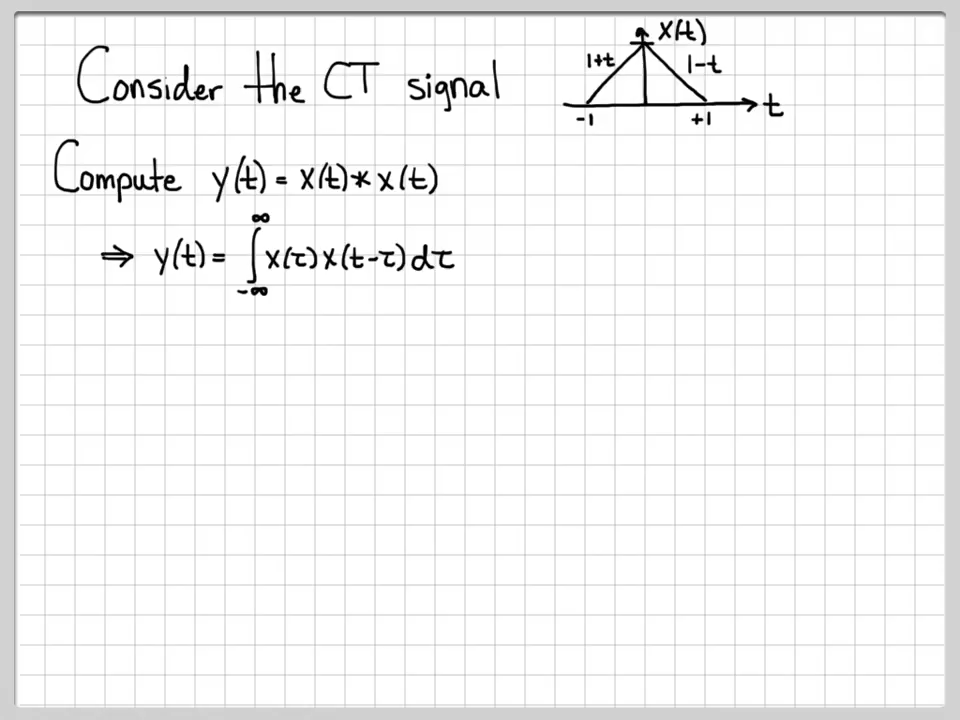 Consider the CT signal
x(t)
1+t
1-t
t
-1
+1
Compute y(t) = x(t) * x(t)
⇒ y(t) = ∫_{-∞}^{∞} x(τ) x(t-τ) dτ